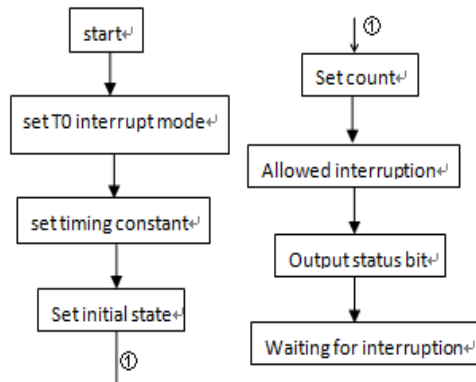 start
set T0 interrupt mode
set timing constant
Set initial state
①
①
Set count
Allowed interruption
Output status bit
Waiting for interruption